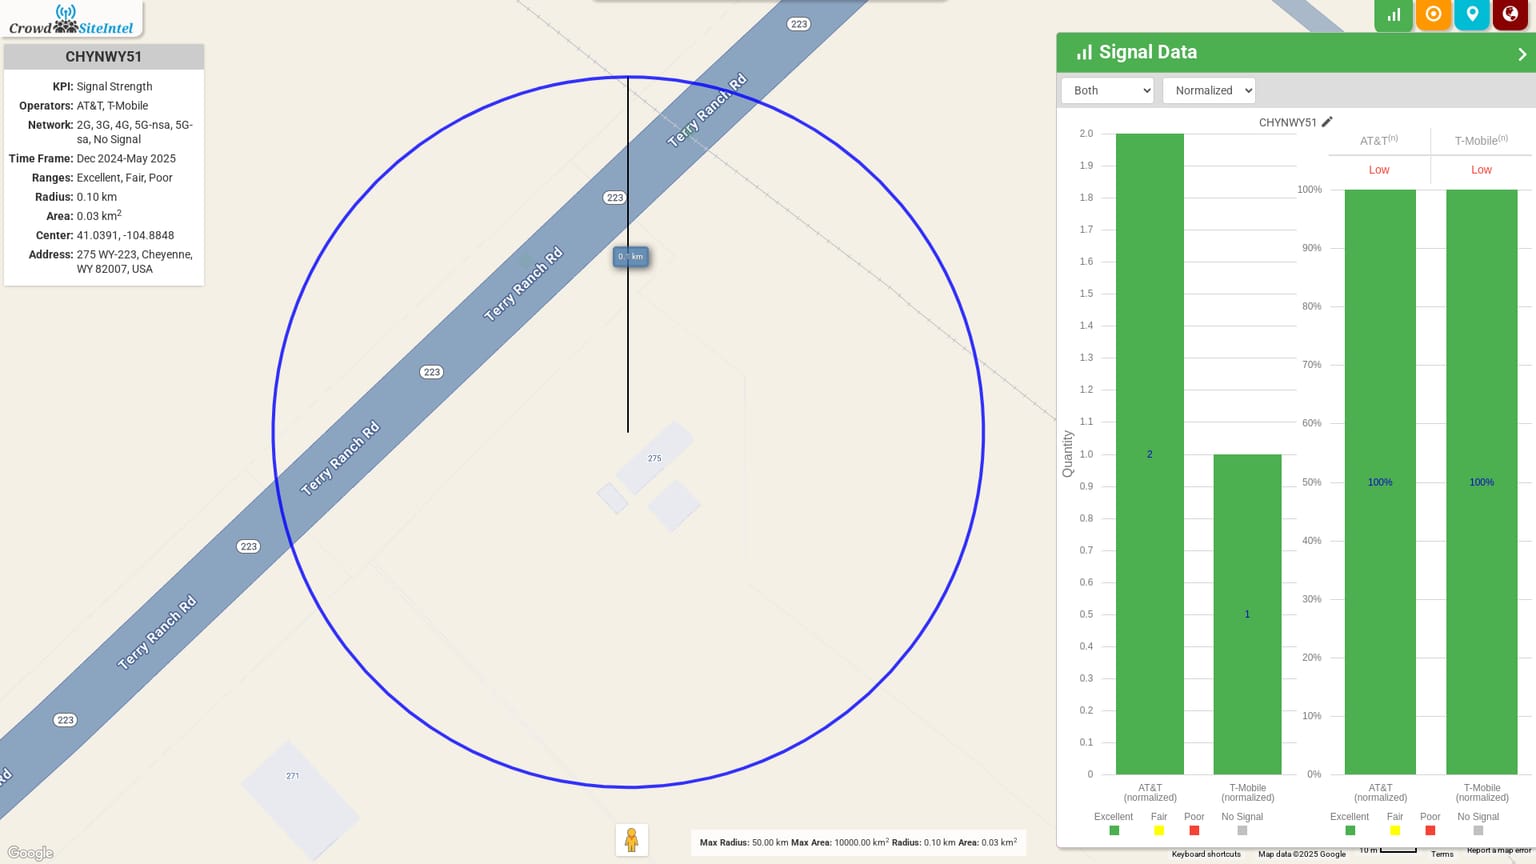 Crowd SiteIntel
CHYNWY51
KPI: Signal Strength
Operators: AT&T, T-Mobile
Network: 2G, 3G, 4G, 5G-nsa, 5G-
sa, No Signal
Time Frame: Dec 2024-May 2025
Ranges: Excellent, Fair, Poor
Radius: 0.10 km
Area: 0.03 km²
Center: 41.0391, -104.8848
Address: 275 WY-223, Cheyenne,
WY 82007, USA
223
Terry Ranch Rd
223
0.1 km
Terry Ranch Rd
223
Terry Ranch Rd
275
223
Terry Ranch Rd
223
Rd
271
Google
Max Radius: 50.00 km Max Area: 10000.00 km² Radius: 0.10 km Area: 0.03 km²
Signal Data
Both
Normalized
CHYNWY51
AT&T(n)
T-Mobile(n)
Low
Low
Quantity
2.0
1.9
1.8
1.7
1.6
1.5
1.4
1.3
1.2
1.1
1.0
0.9
0.8
0.7
0.6
0.5
0.4
0.3
0.2
0.1
0
2
1
AT&T
(normalized)
T-Mobile
(normalized)
Excellent Fair Poor No Signal
100%
90%
80%
70%
60%
50%
40%
30%
20%
10%
0%
100%
100%
AT&T
(normalized)
T-Mobile
(normalized)
Excellent Fair Poor No Signal
Keyboard shortcuts
Map data ©2025 Google
10 m
Terms
Report a map error